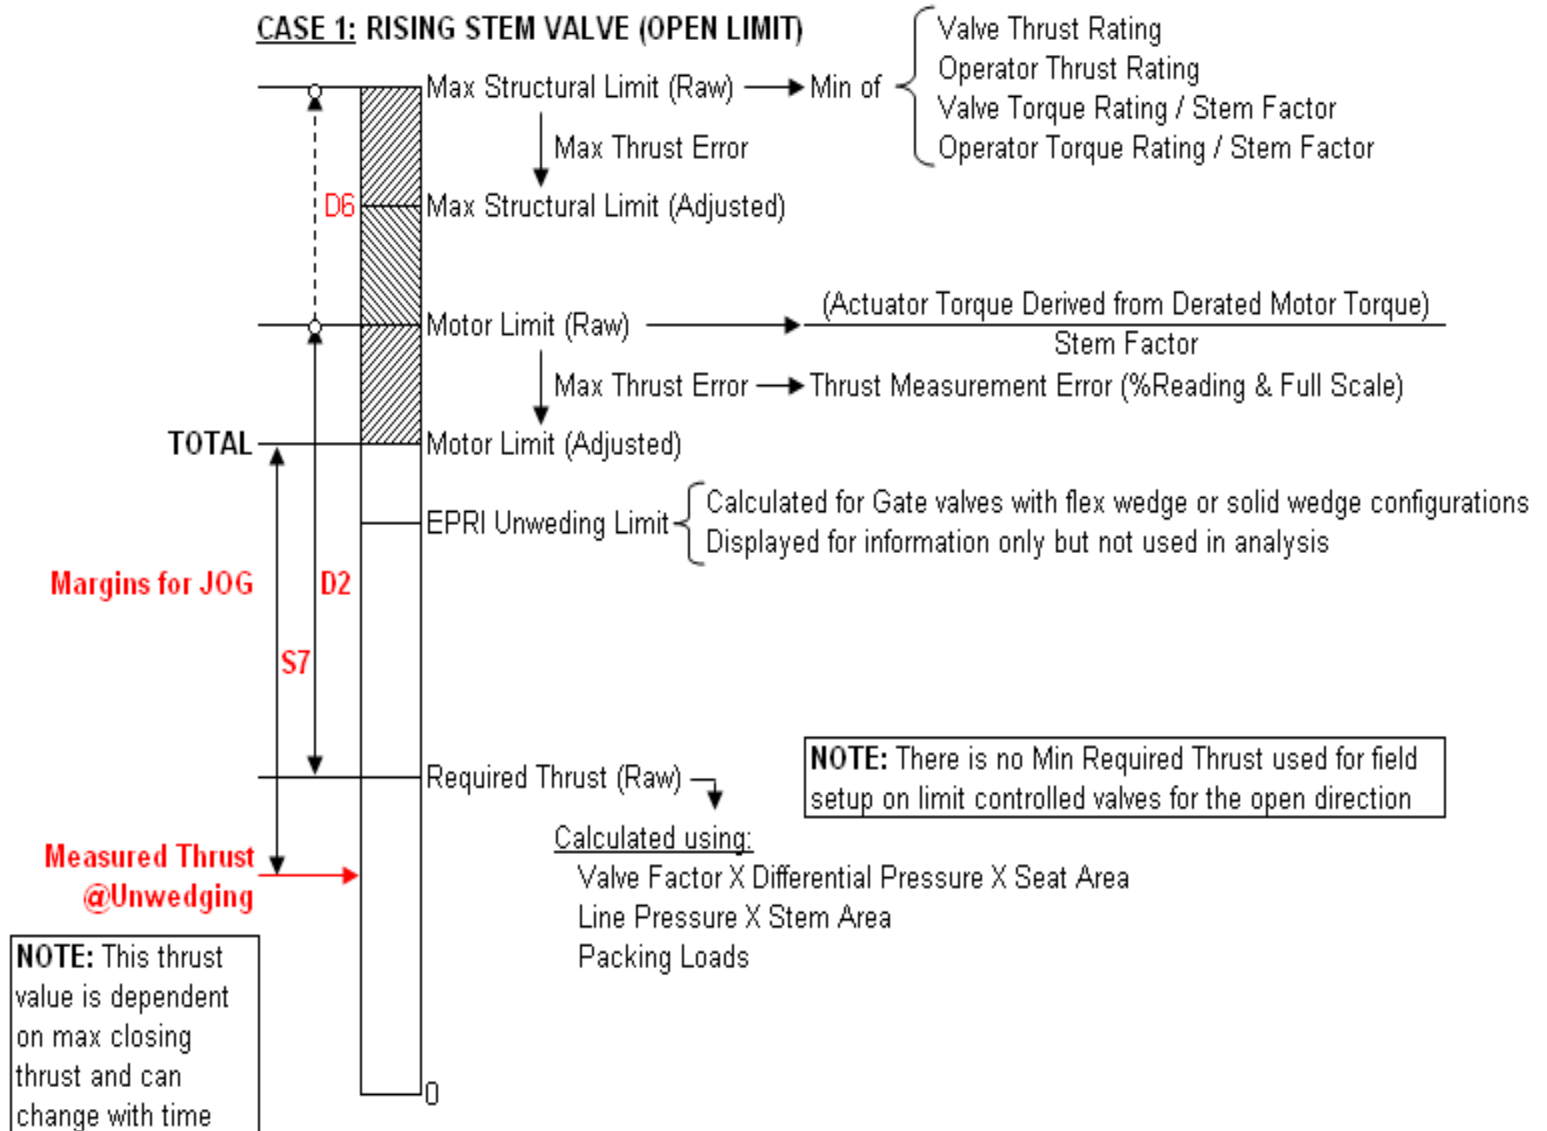 CASE 1: RISING STEM VALVE (OPEN LIMIT)
Valve Thrust Rating
Operator Thrust Rating
Valve Torque Rating / Stem Factor
Operator Torque Rating / Stem Factor
Max Structural Limit (Raw)
Min of
Max Thrust Error
D6
Max Structural Limit (Adjusted)
Motor Limit (Raw)
(Actuator Torque Derived from Derated Motor Torque)
Stem Factor
Max Thrust Error
Thrust Measurement Error (%Reading & Full Scale)
TOTAL
Motor Limit (Adjusted)
EPRI Unweding Limit
Calculated for Gate valves with flex wedge or solid wedge configurations
Displayed for information only but not used in analysis
Margins for JOG
D2
S7
Required Thrust (Raw)
NOTE: There is no Min Required Thrust used for field
setup on limit controlled valves for the open direction
Calculated using:
Valve Factor X Differential Pressure X Seat Area
Line Pressure X Stem Area
Packing Loads
Measured Thrust
@Unwedging
NOTE: This thrust
value is dependent
on max closing
thrust and can
change with time
0